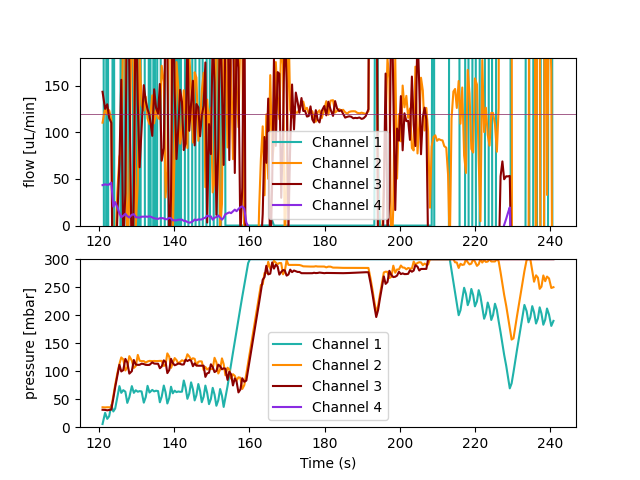 flow [uL/min]
150
100
50
0
Channel 1
Channel 2
Channel 3
Channel 4
120 140 160 180 200 220 240
pressure [mbar]
300
250
200
150
100
50
0
Channel 1
Channel 2
Channel 3
Channel 4
120 140 160 180 200 220 240
Time (s)